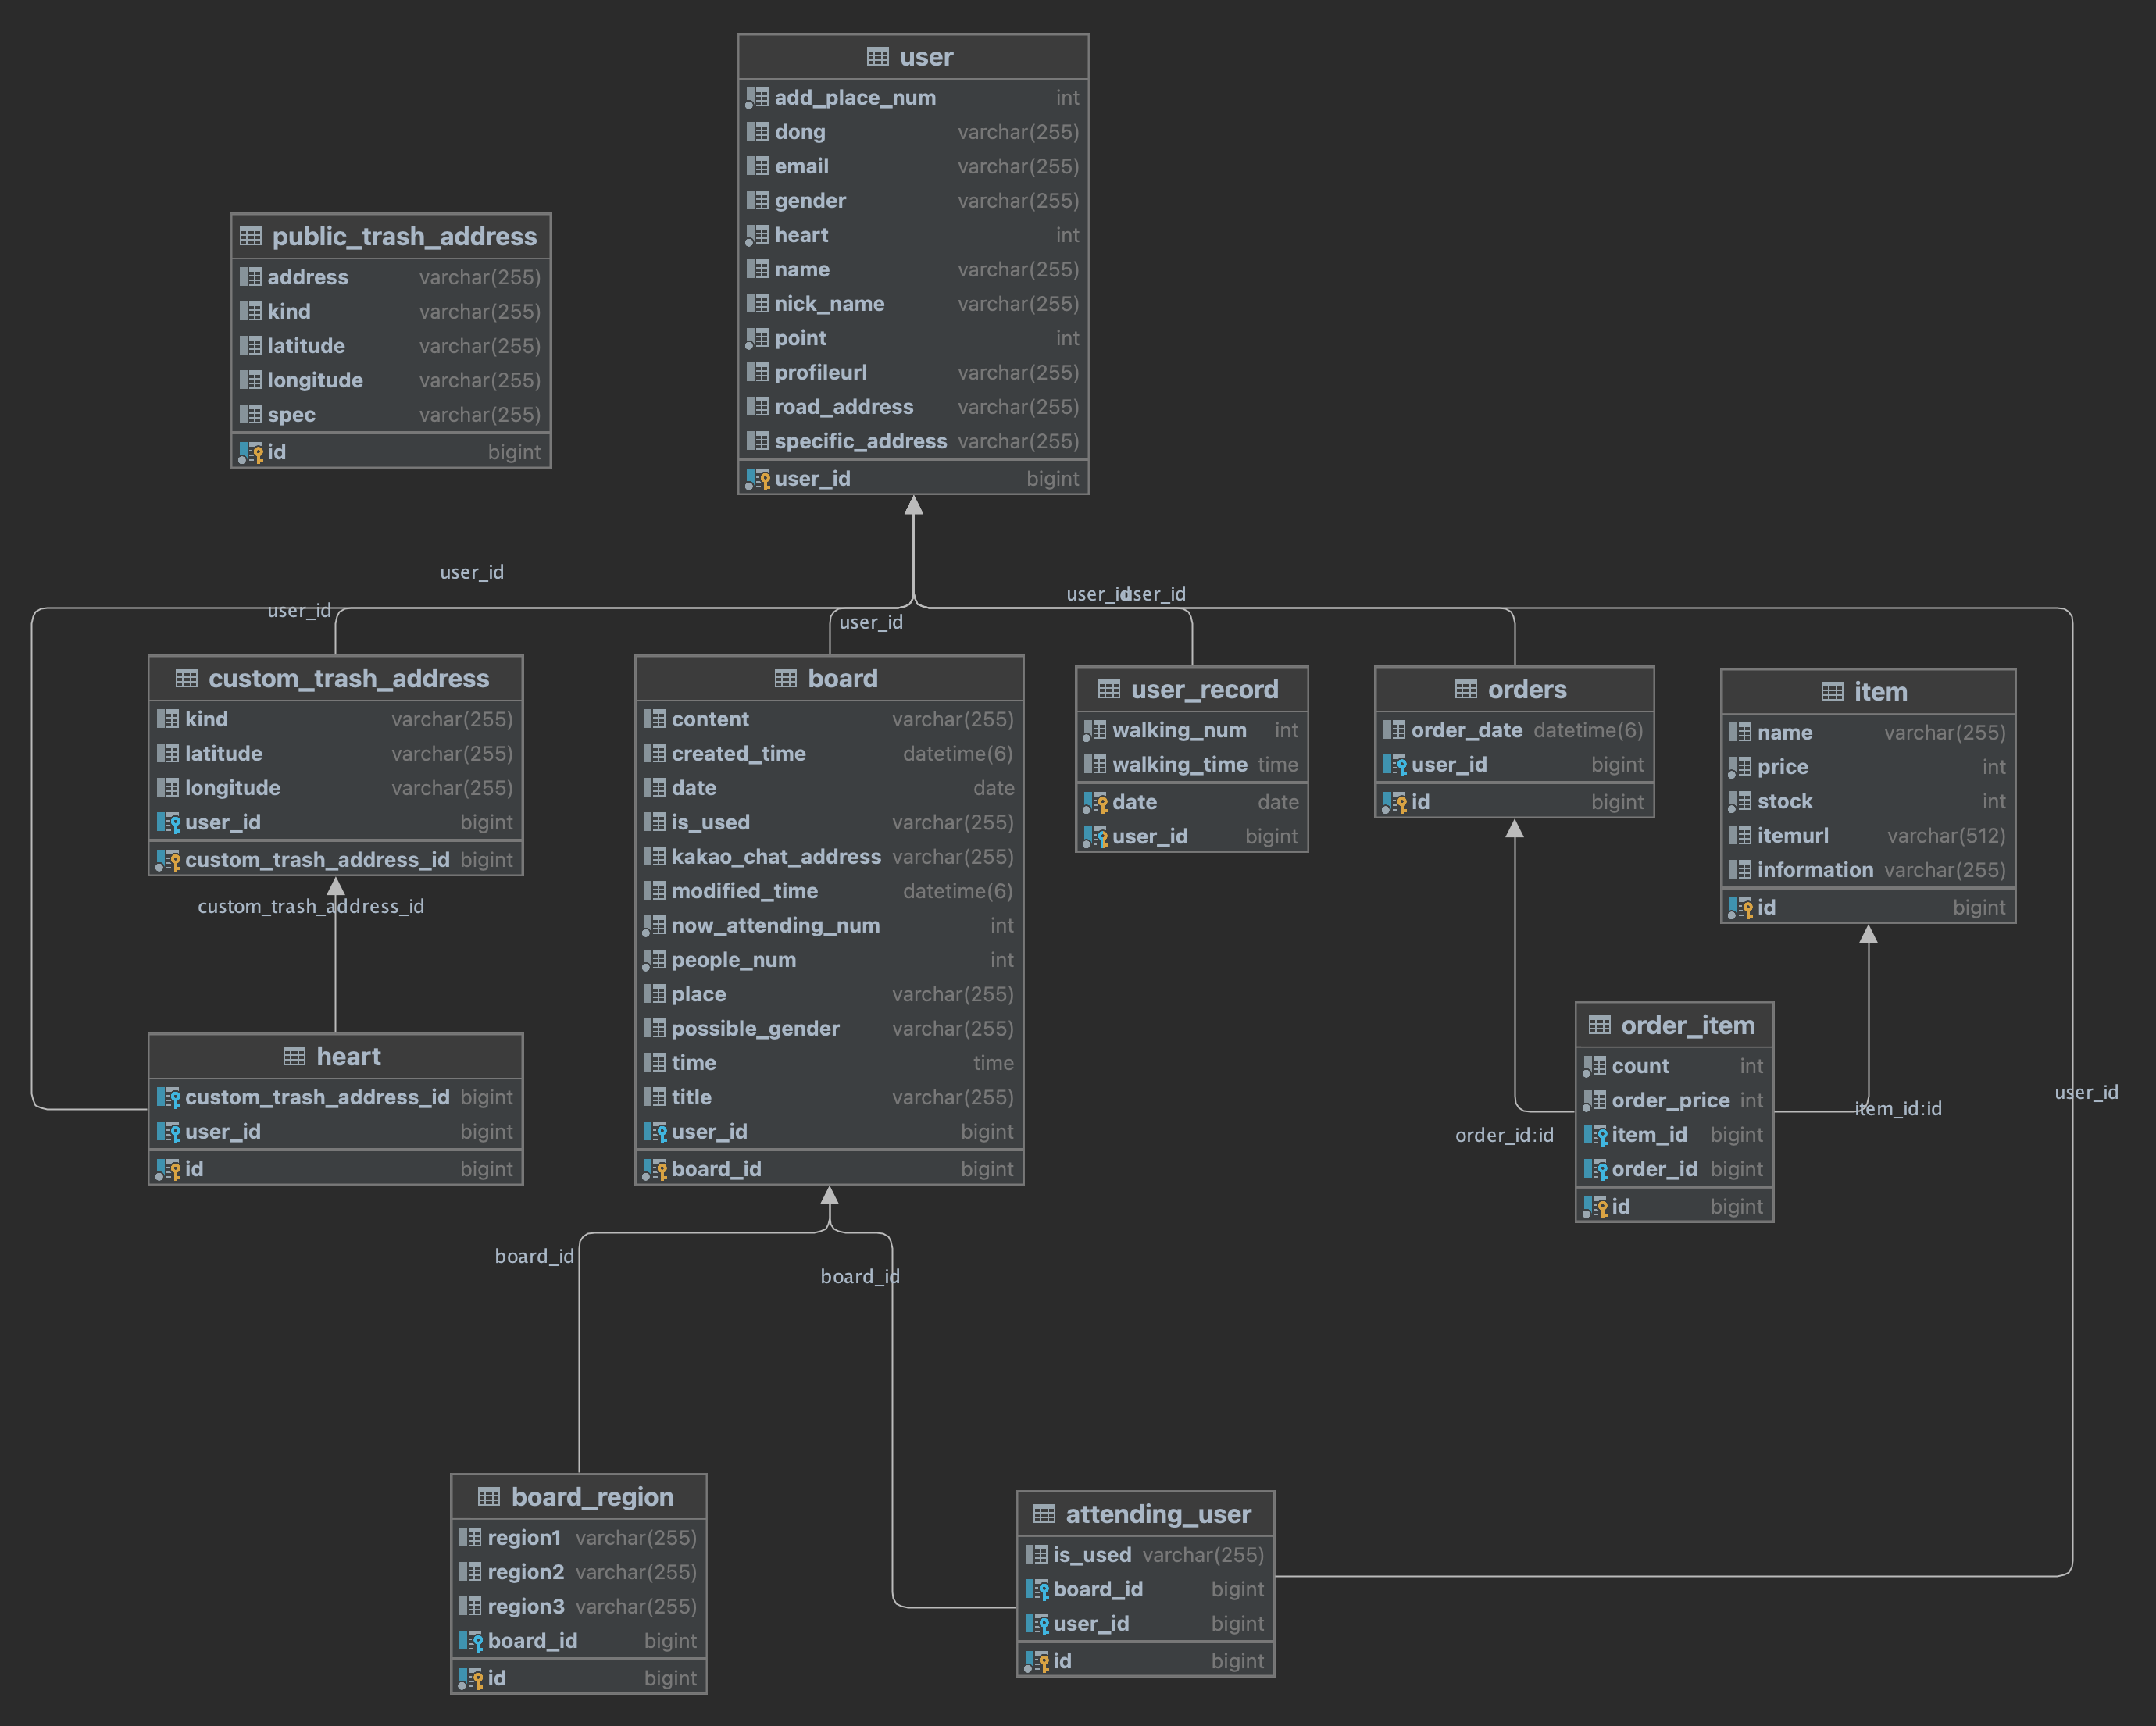 user
add_place_num int
dong varchar(255)
email varchar(255)
gender varchar(255)
heart int
name varchar(255)
nick_name varchar(255)
point int
profileurl varchar(255)
road_address varchar(255)
specific_address varchar(255)
user_id bigint
public_trash_address
address varchar(255)
kind varchar(255)
latitude varchar(255)
longitude varchar(255)
spec varchar(255)
id bigint
user_id
user_id
user_id
user_id
user_id
custom_trash_address
kind varchar(255)
latitude varchar(255)
longitude varchar(255)
user_id bigint
custom_trash_address_id bigint
custom_trash_address_id
heart
custom_trash_address_id bigint
user_id bigint
id bigint
board
content varchar(255)
created_time datetime(6)
date date
is_used varchar(255)
kakao_chat_address varchar(255)
modified_time datetime(6)
now_attending_num int
people_num int
place varchar(255)
possible_gender varchar(255)
time time
title varchar(255)
user_id bigint
board_id bigint
user_record
walking_num int
walking_time time
date date
user_id bigint
orders
order_date datetime(6)
user_id bigint
id bigint
item
name varchar(255)
price int
stock int
itemurl varchar(512)
information varchar(255)
id bigint
order_item
count int
order_price int
item_id bigint
order_id bigint
id bigint
order_id:id
item_id:id
user_id
board_id
board_id
board_region
region1 varchar(255)
region2 varchar(255)
region3 varchar(255)
board_id bigint
id bigint
attending_user
is_used varchar(255)
board_id bigint
user_id bigint
id bigint